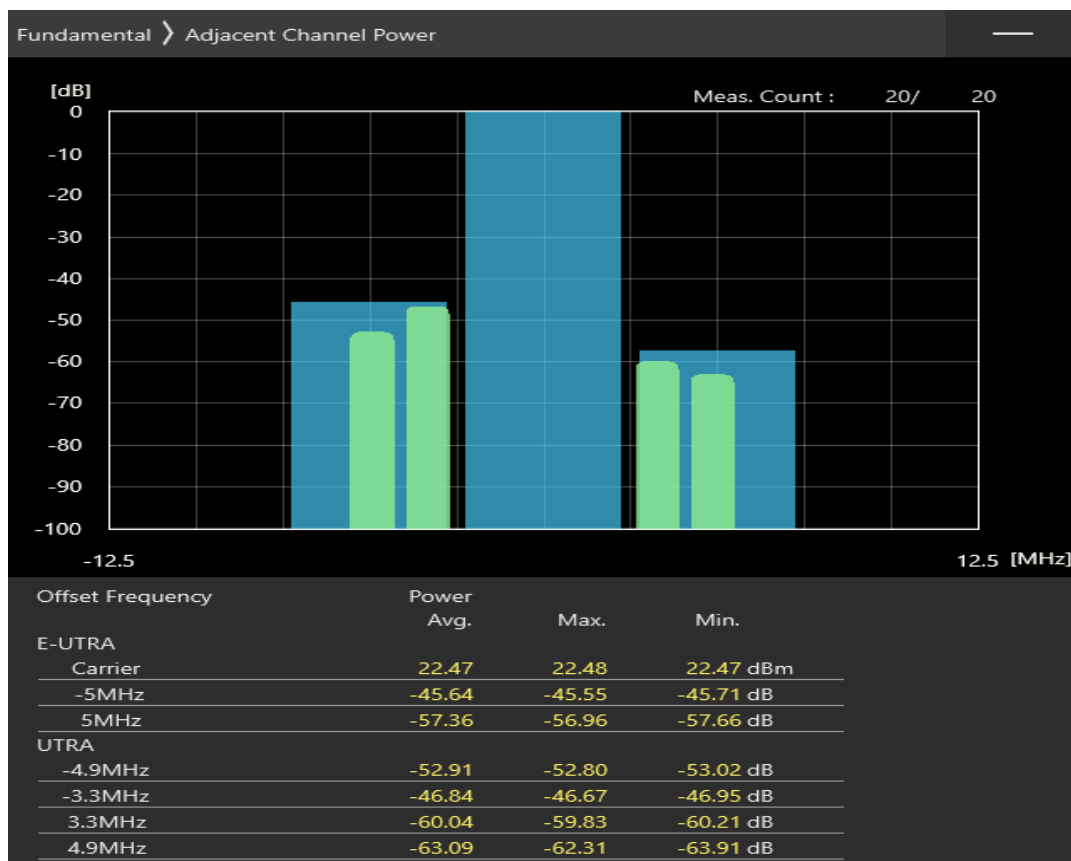 Fundamental ❯ Adjacent Channel Power
[dB]
Meas. Count : 20/ 20
0
-10
-20
-30
-40
-50
-60
-70
-80
-90
-100
-12.5 12.5 [MHz]
Offset Frequency Power
Avg. Max. Min.
E-UTRA
Carrier 22.47 22.48 22.47 dBm
-5MHz -45.64 -45.55 -45.71 dB
5MHz -57.36 -56.96 -57.66 dB
UTRA
-4.9MHz -52.91 -52.80 -53.02 dB
-3.3MHz -46.84 -46.67 -46.95 dB
3.3MHz -60.04 -59.83 -60.21 dB
4.9MHz -63.09 -62.31 -63.91 dB